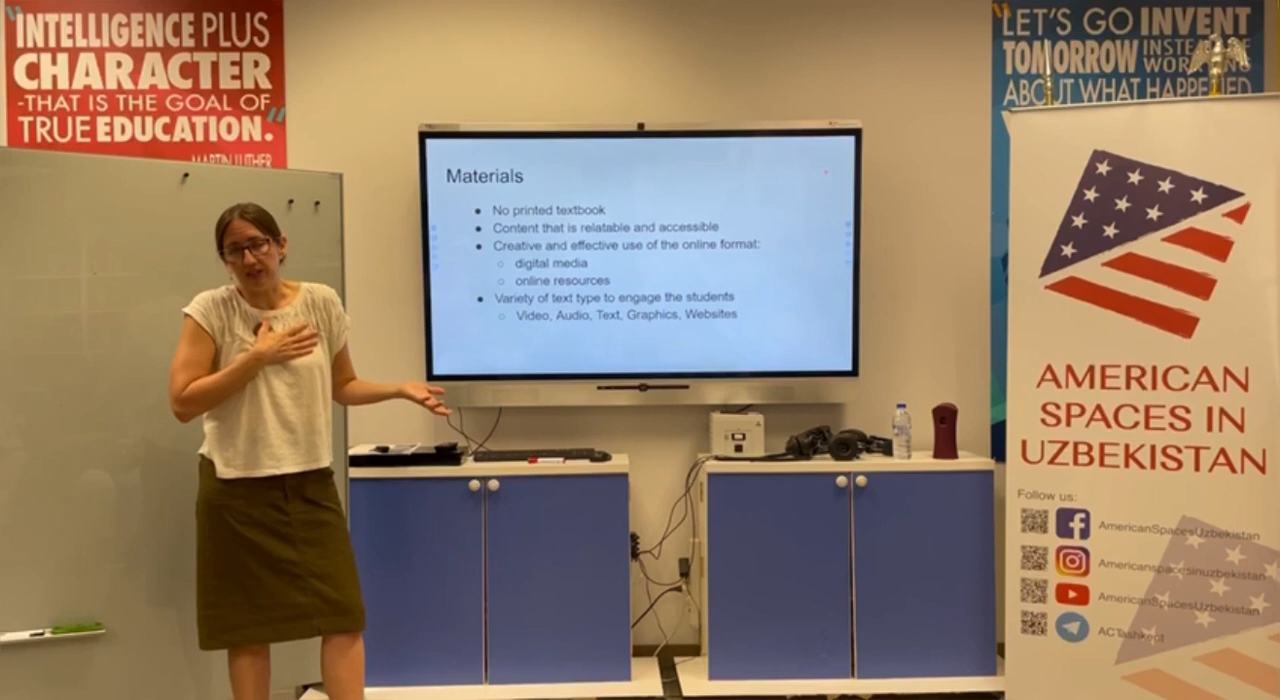 "INTELLIGENCE PLUS
CHARACTER
-THAT IS THE GOAL OF
TRUE EDUCATION."
MARTIN LUTHER
Materials
● No printed textbook
● Content that is relatable and accessible
● Creative and effective use of the online format:
○ digital media
○ online resources
● Variety of text type to engage the students
○ Video, Audio, Text, Graphics, Websites
"LET'S GO INVENT
TOMORROW INSTEAD OF
WORRYING
ABOUT WHAT HAPPENED
AMERICAN
SPACES IN
UZBEKISTAN
Follow us:
AmericanSpacesUzbekistan
Americanspacesinuzbekistan
AmericanSpacesUzbekistan
ACTashkent